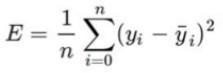 E = \frac{1}{n} \sum_{i=0}^{n} (y_i - \bar{y}_i)^2